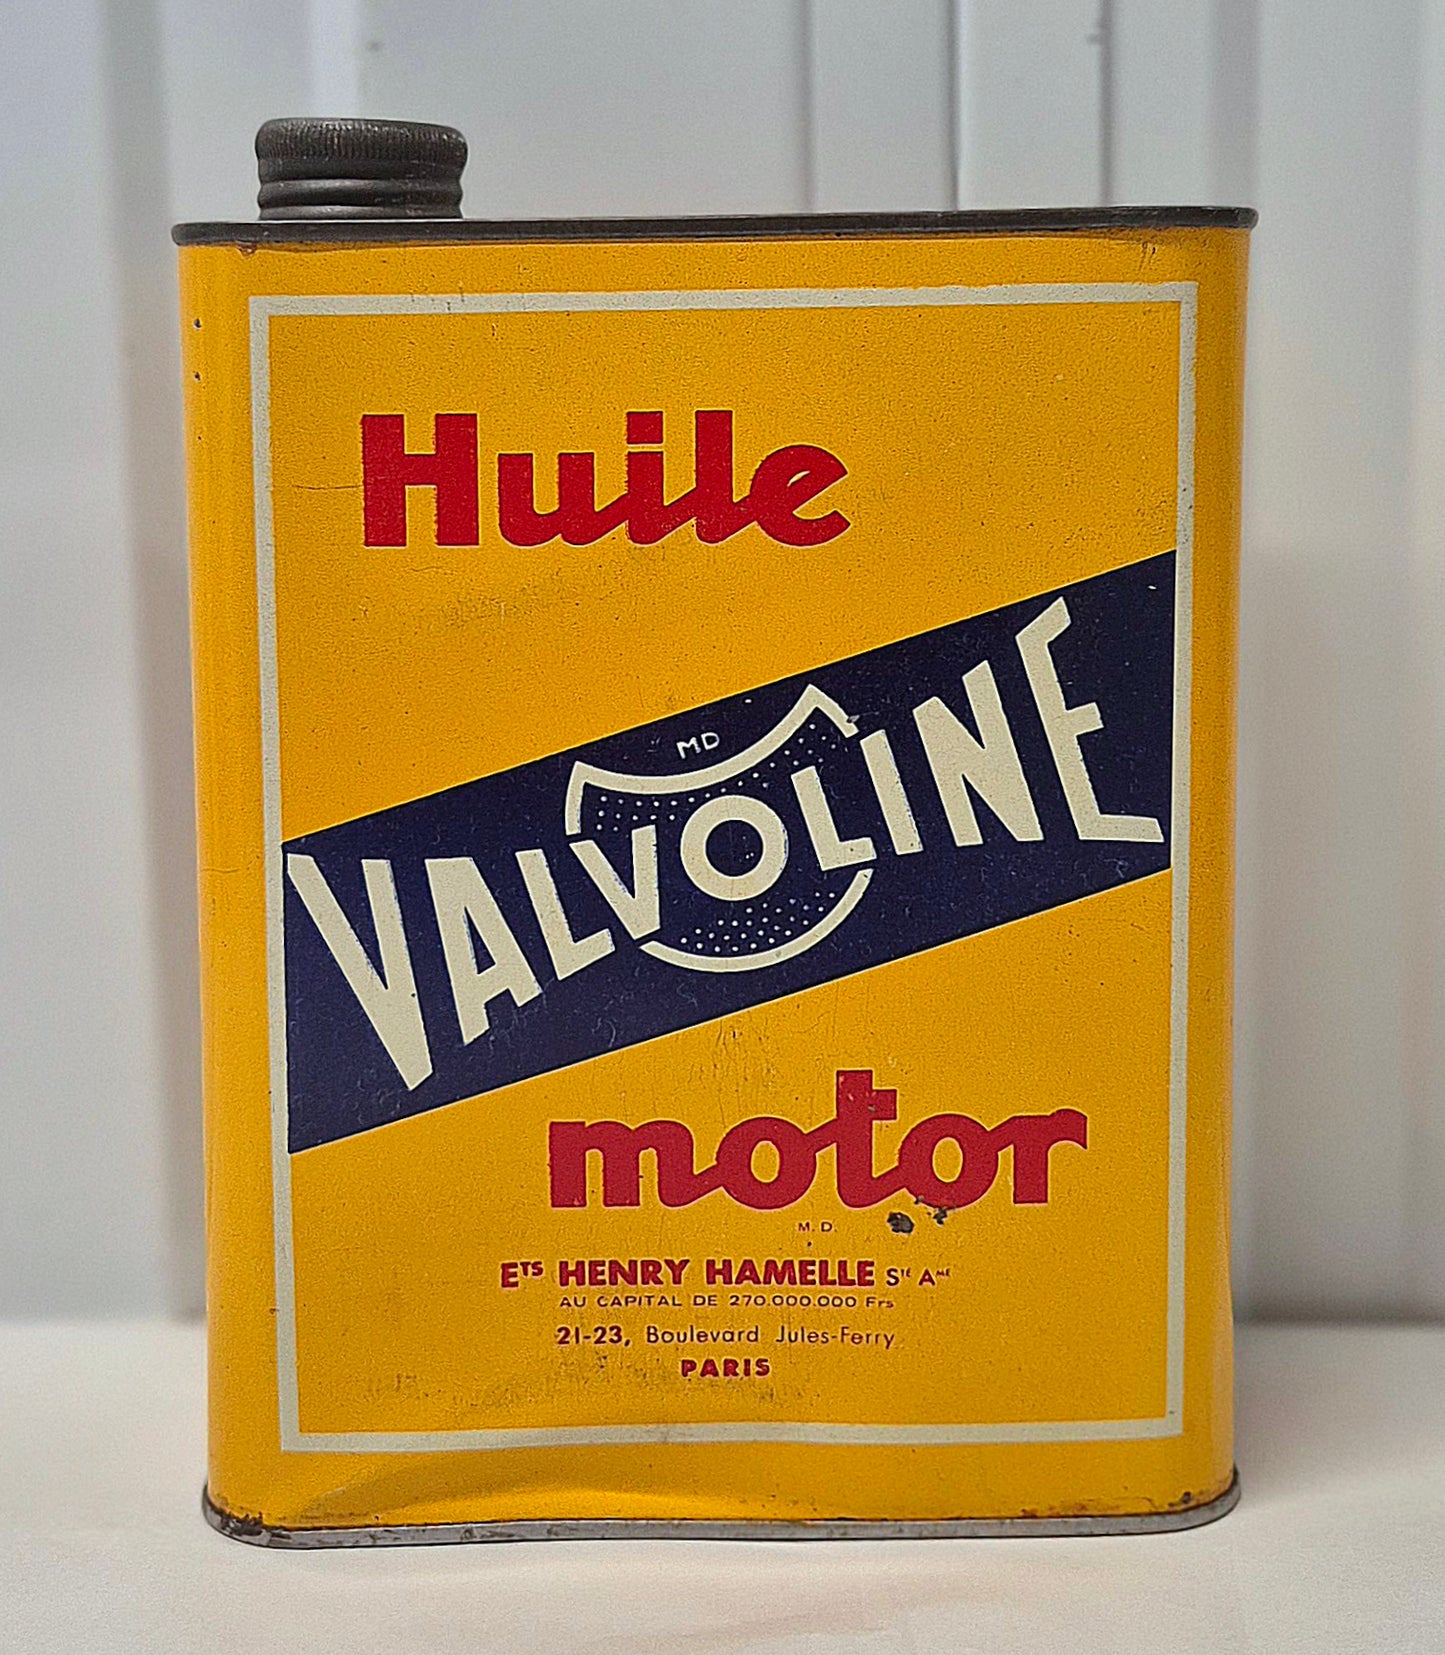 Huile
MD
VALVOLINE
motor
M.D.
ETS HENRY HAMELLE STÉ AME
AU CAPITAL DE 270.000.000 Frs
21-23, Boulevard Jules-Ferry
PARIS